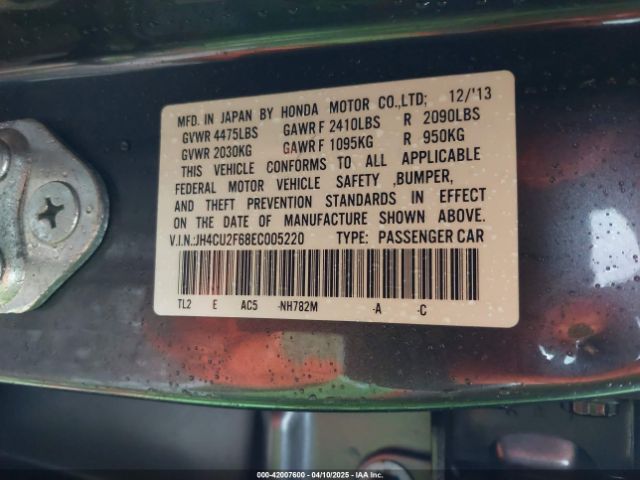 MFD. IN JAPAN BY HONDA MOTOR CO.,LTD; 12/'13
GVWR 4475LBS GAWR F 2410LBS R 2090LBS
GVWR 2030KG GAWR F 1095KG R 950KG
THIS VEHICLE CONFORMS TO ALL APPLICABLE
FEDERAL MOTOR VEHICLE SAFETY ,BUMPER,
AND THEFT PREVENTION STANDARDS IN EFFECT
ON THE DATE OF MANUFACTURE SHOWN ABOVE.
V.I.N.:JH4CU2F68EC005220 TYPE: PASSENGER CAR
TL2 E AC5 -NH782M -A -C
000-42007600 - 04/10/2025 - IAA Inc.